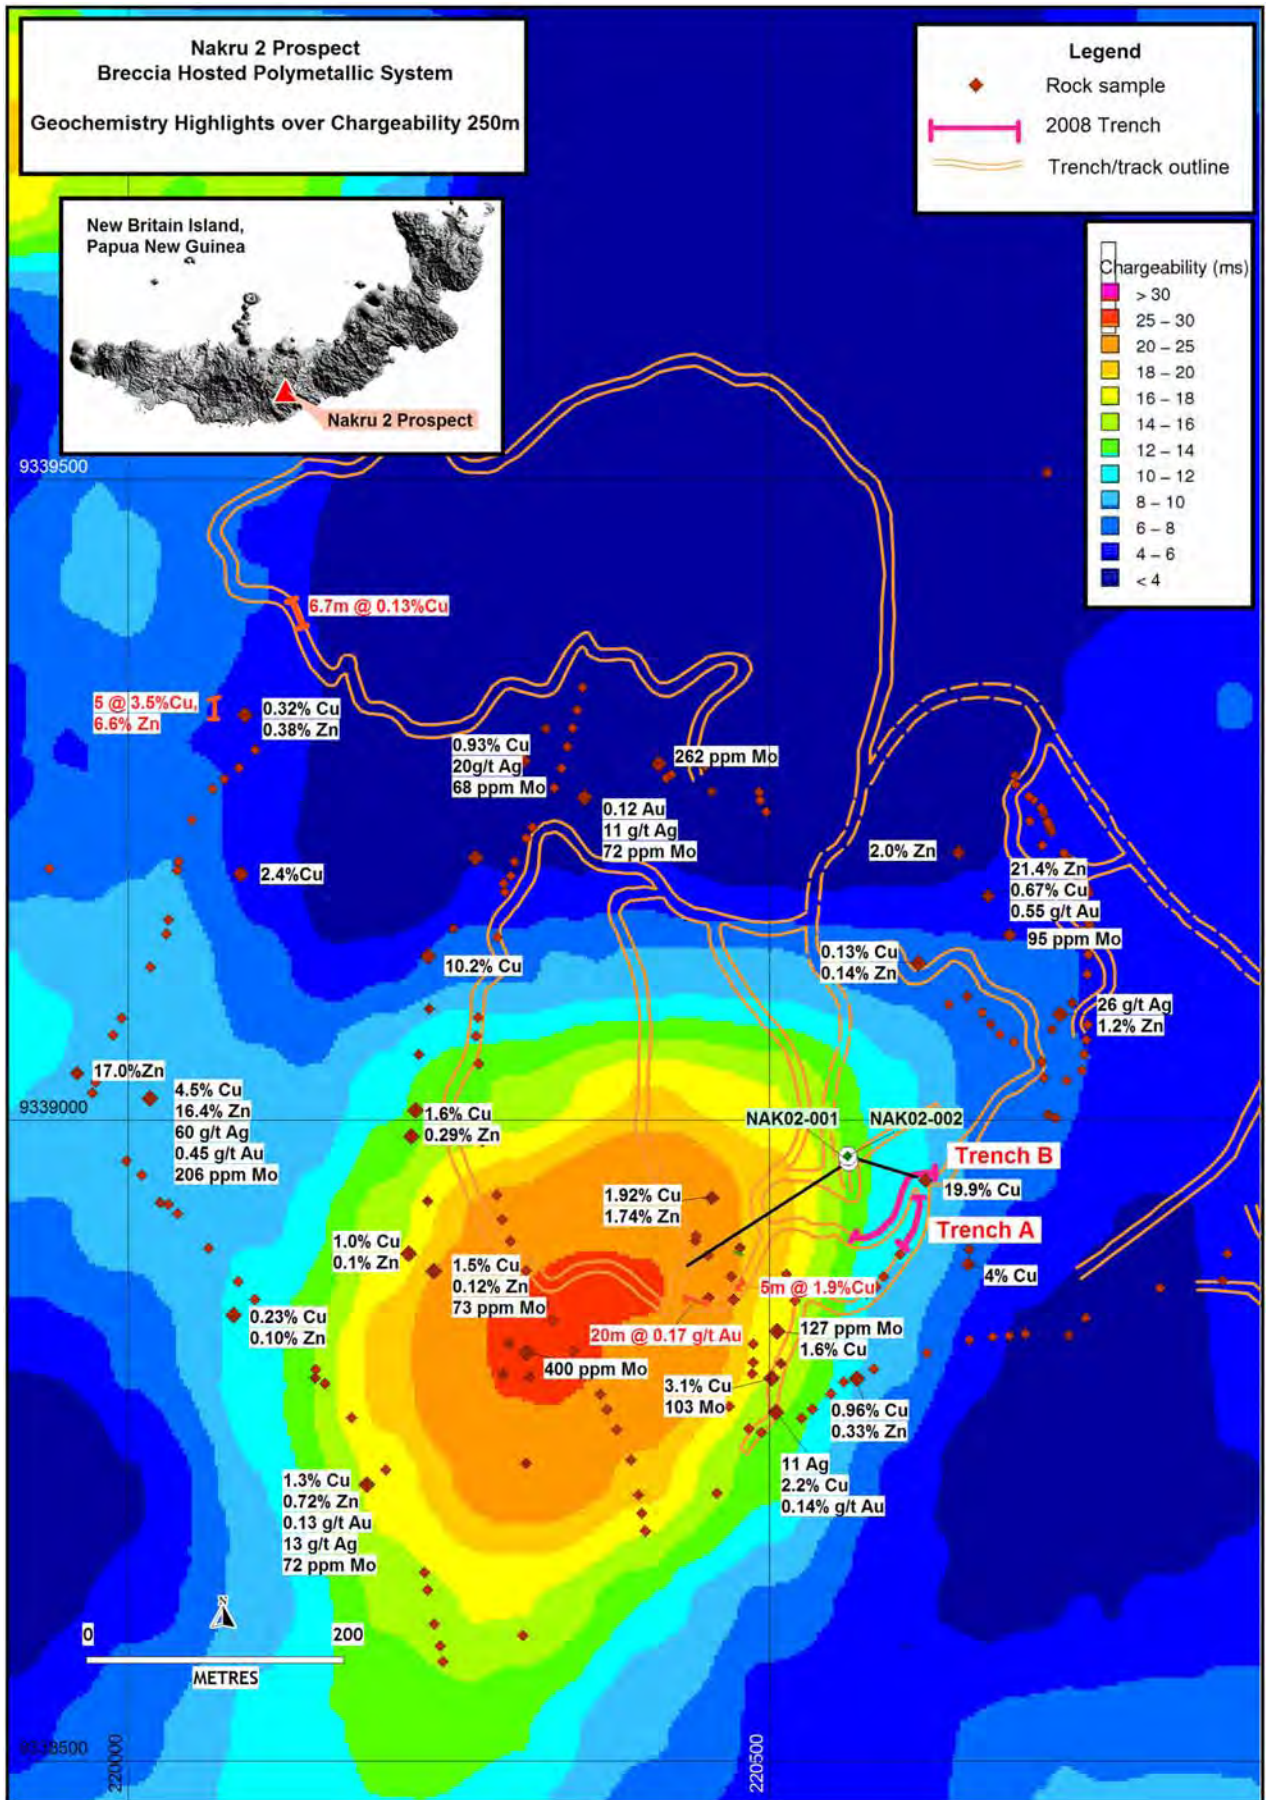 Nakru 2 Prospect
Breccia Hosted Polymetallic System
Geochemistry Highlights over Chargeability 250m
Legend
Rock sample
2008 Trench
Trench/track outline
New Britain Island,
Papua New Guinea
Nakru 2 Prospect
Chargeability (ms)
> 30
25 – 30
20 – 25
18 – 20
16 – 18
14 – 16
12 – 14
10 – 12
8 – 10
6 – 8
4 – 6
< 4
9339500
6.7m @ 0.13%Cu
5 @ 3.5%Cu,
6.6% Zn
0.32% Cu
0.38% Zn
0.93% Cu
20g/t Ag
68 ppm Mo
262 ppm Mo
0.12 Au
11 g/t Ag
72 ppm Mo
2.0% Zn
21.4% Zn
0.67% Cu
0.55 g/t Au
95 ppm Mo
2.4%Cu
10.2% Cu
0.13% Cu
0.14% Zn
26 g/t Ag
1.2% Zn
17.0%Zn
4.5% Cu
16.4% Zn
60 g/t Ag
0.45 g/t Au
206 ppm Mo
9339000
1.6% Cu
0.29% Zn
NAK02-001
NAK02-002
Trench B
19.9% Cu
1.92% Cu
1.74% Zn
Trench A
1.0% Cu
0.1% Zn
1.5% Cu
0.12% Zn
73 ppm Mo
5m @ 1.9%Cu
4% Cu
0.23% Cu
0.10% Zn
20m @ 0.17 g/t Au
127 ppm Mo
1.6% Cu
400 ppm Mo
3.1% Cu
103 Mo
0.96% Cu
0.33% Zn
11 Ag
2.2% Cu
0.14% g/t Au
1.3% Cu
0.72% Zn
0.13 g/t Au
13 g/t Ag
72 ppm Mo
N
0
200
METRES
9338500
220000
220500